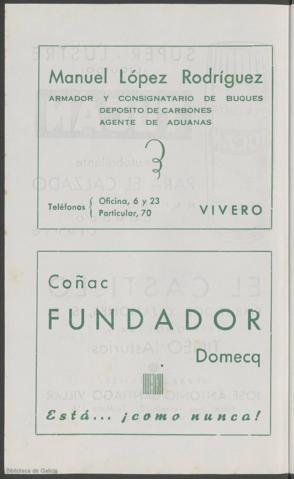 Manuel López Rodríguez
ARMADOR Y CONSIGNATARIO DE BUQUES
DEPOSITO DE CARBONES
AGENTE DE ADUANAS
Teléfonos { Oficina, 6 y 23
Particular, 70
VIVERO
Coñac
FUNDADOR
Domecq
Está... ¡como nunca!
Biblioteca de Galicia